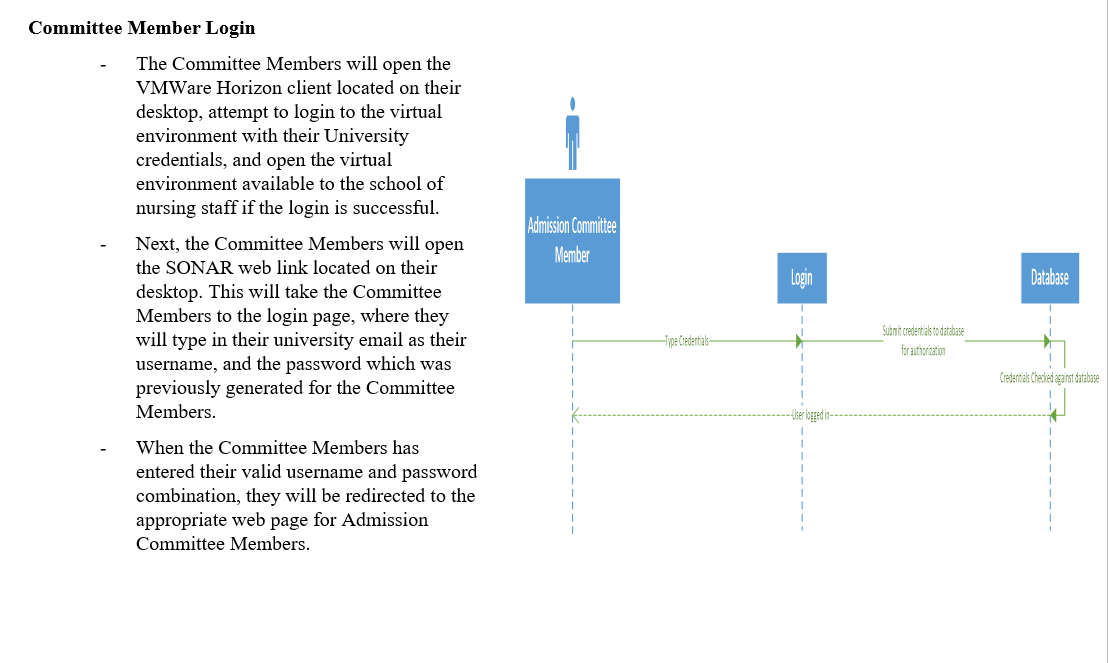 Committee Member Login
- The Committee Members will open the
VMWare Horizon client located on their
desktop, attempt to login to the virtual
environment with their University
credentials, and open the virtual
environment available to the school of
nursing staff if the login is successful.
- Next, the Committee Members will open
the SONAR web link located on their
desktop. This will take the Committee
Members to the login page, where they
will type in their university email as their
username, and the password which was
previously generated for the Committee
Members.
- When the Committee Members has
entered their valid username and password
combination, they will be redirected to the
appropriate web page for Admission
Committee Members.
Admission Committee
Member
Login
Database
Type Credentials
Submit credentials to database
for authorization
Credentials Checked against database
User logged in